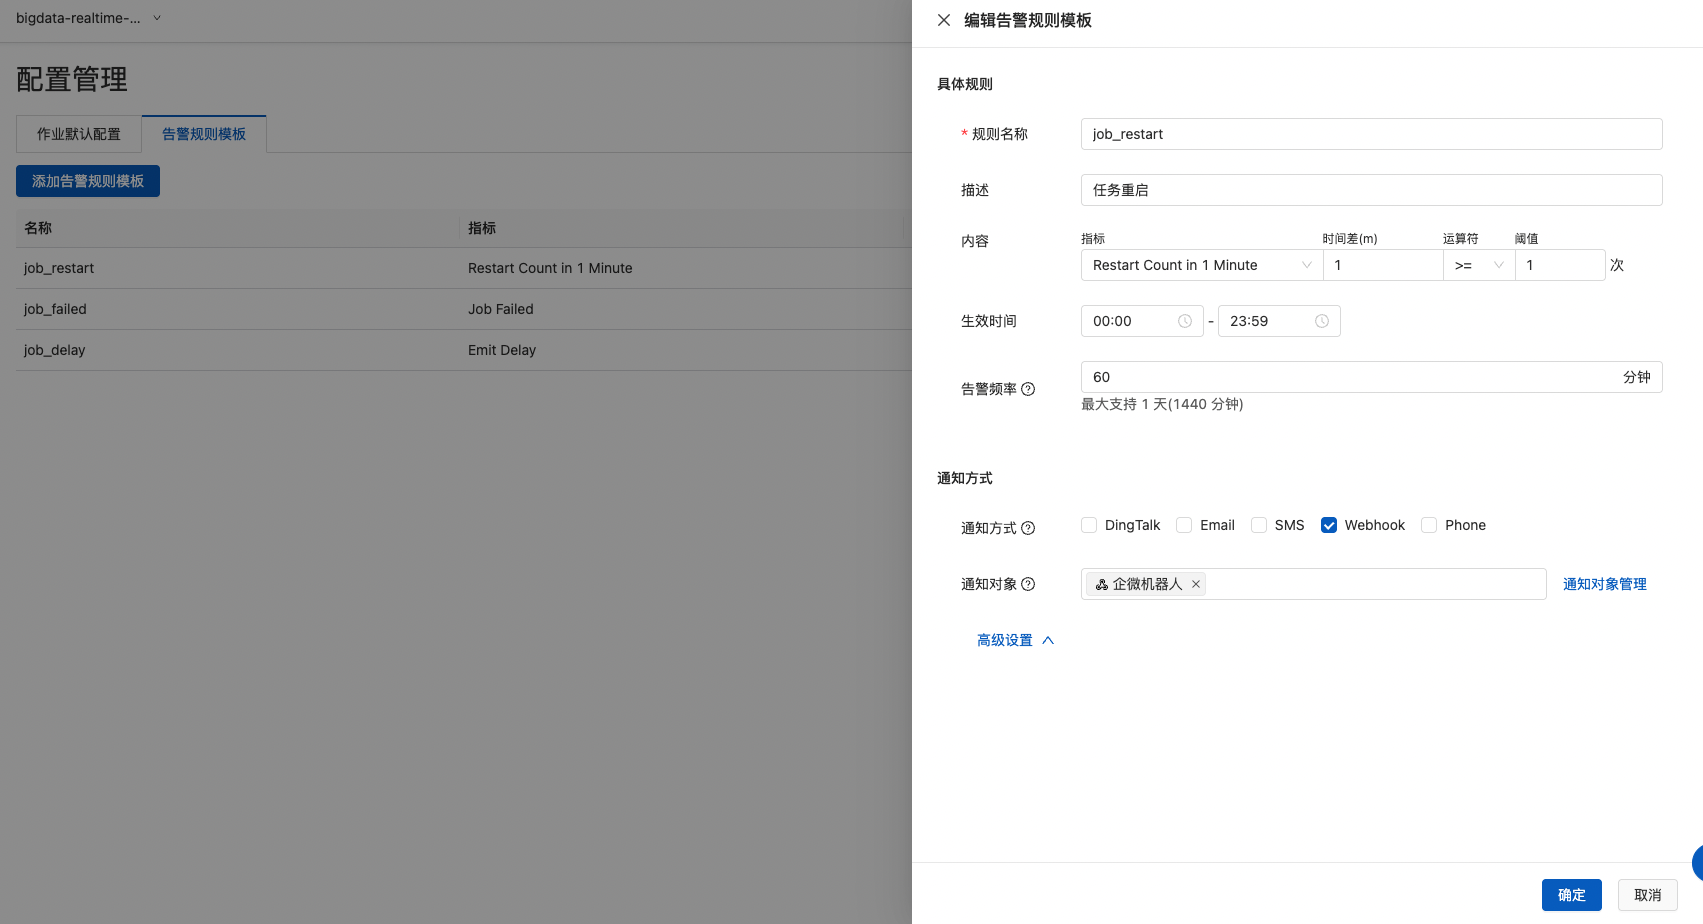 bigdata-realtime-...
配置管理
作业默认配置
告警规则模板
添加告警规则模板
名称 指标
job_restart Restart Count in 1 Minute
job_failed Job Failed
job_delay Emit Delay
编辑告警规则模板
具体规则
* 规则名称 job_restart
描述 任务重启
内容 指标 时间差(m) 运算符 阈值
Restart Count in 1 Minute 1 >= 1 次
生效时间 00:00 - 23:59
告警频率 60 分钟
最大支持 1 天(1440 分钟)
通知方式
通知方式 DingTalk Email SMS Webhook Phone
通知对象 企微机器人 通知对象管理
高级设置
确定 取消